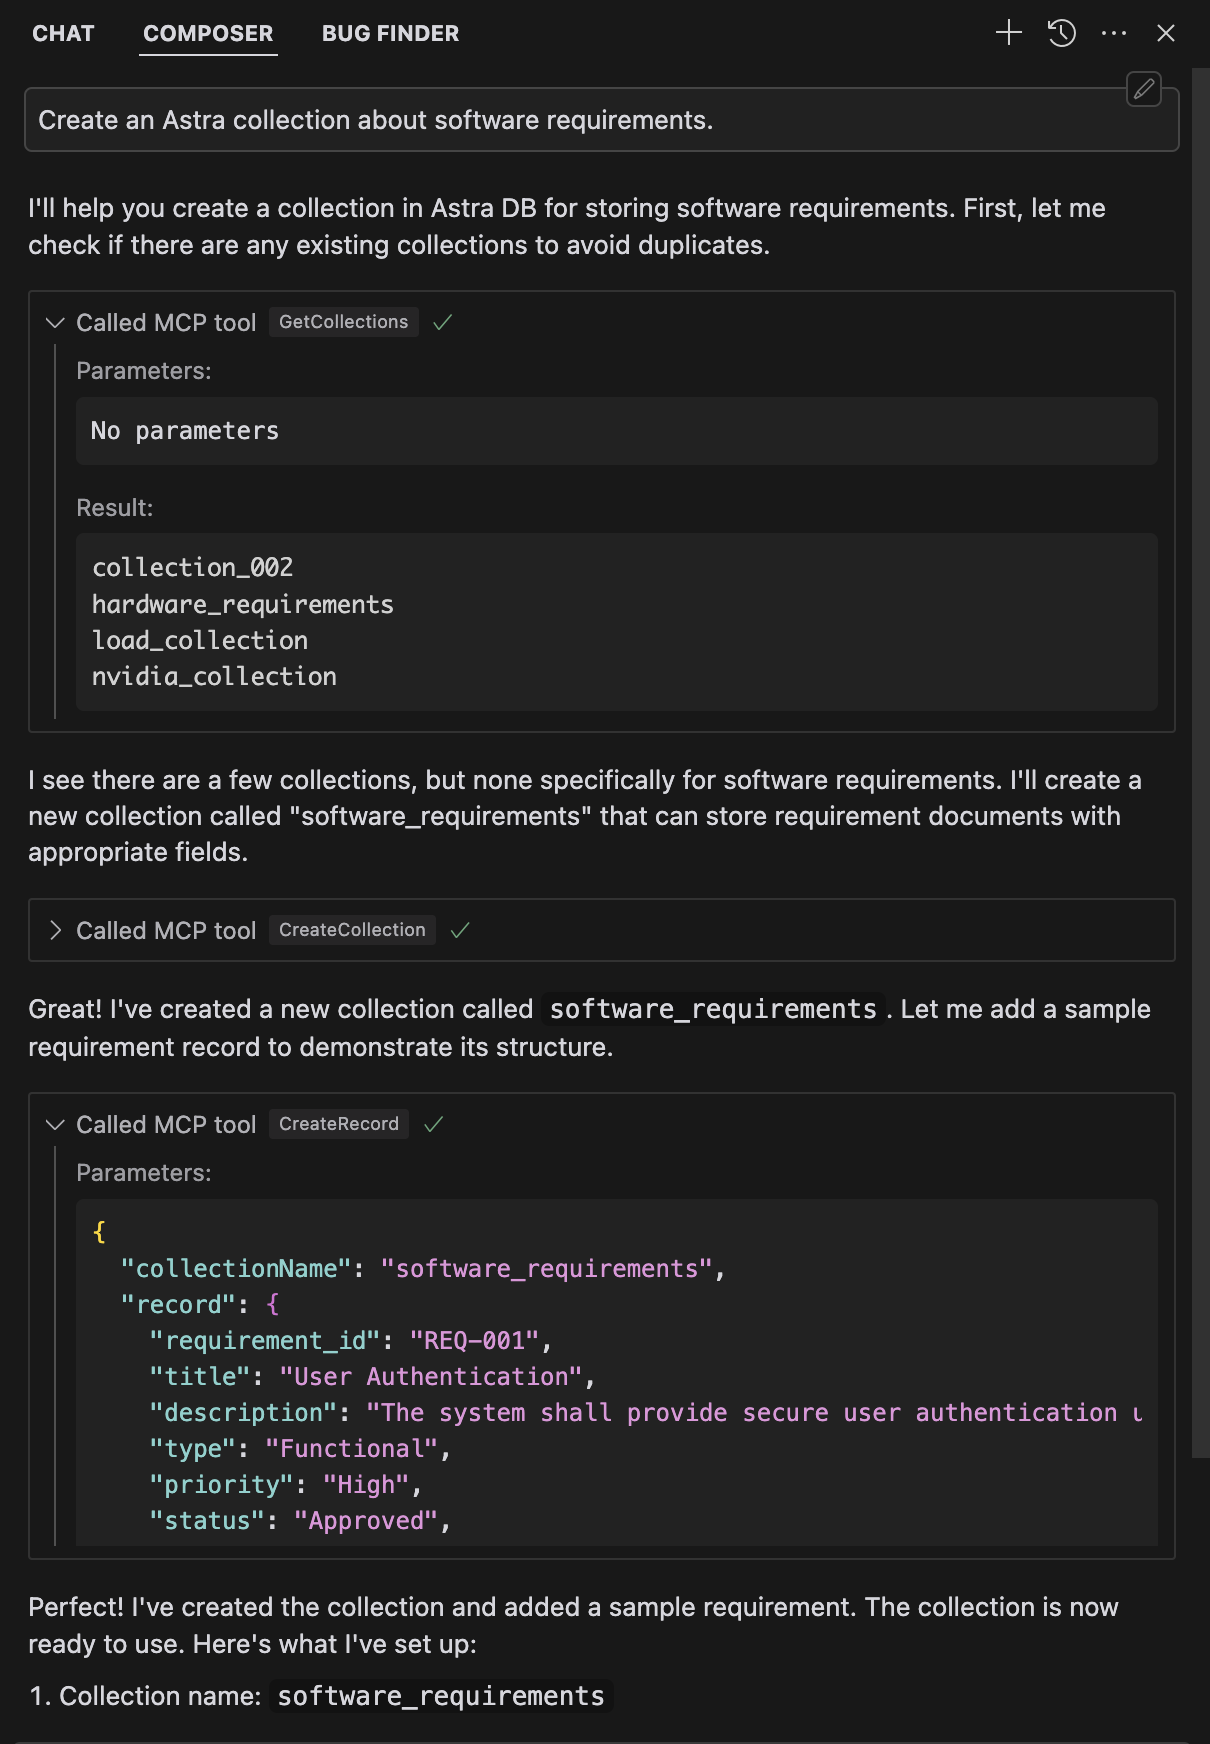 CHAT COMPOSER BUG FINDER
Create an Astra collection about software requirements.
I'll help you create a collection in Astra DB for storing software requirements. First, let me
check if there are any existing collections to avoid duplicates.
Called MCP tool GetCollections
Parameters:
No parameters
Result:
collection_002
hardware_requirements
load_collection
nvidia_collection
I see there are a few collections, but none specifically for software requirements. I'll create a
new collection called "software_requirements" that can store requirement documents with
appropriate fields.
Called MCP tool CreateCollection
Great! I've created a new collection called software_requirements. Let me add a sample
requirement record to demonstrate its structure.
Called MCP tool CreateRecord
Parameters:
{
"collectionName": "software_requirements",
"record": {
"requirement_id": "REQ-001",
"title": "User Authentication",
"description": "The system shall provide secure user authentication
"type": "Functional",
"priority": "High",
"status": "Approved",
Perfect! I've created the collection and added a sample requirement. The collection is now
ready to use. Here's what I've set up:
1. Collection name: software_requirements